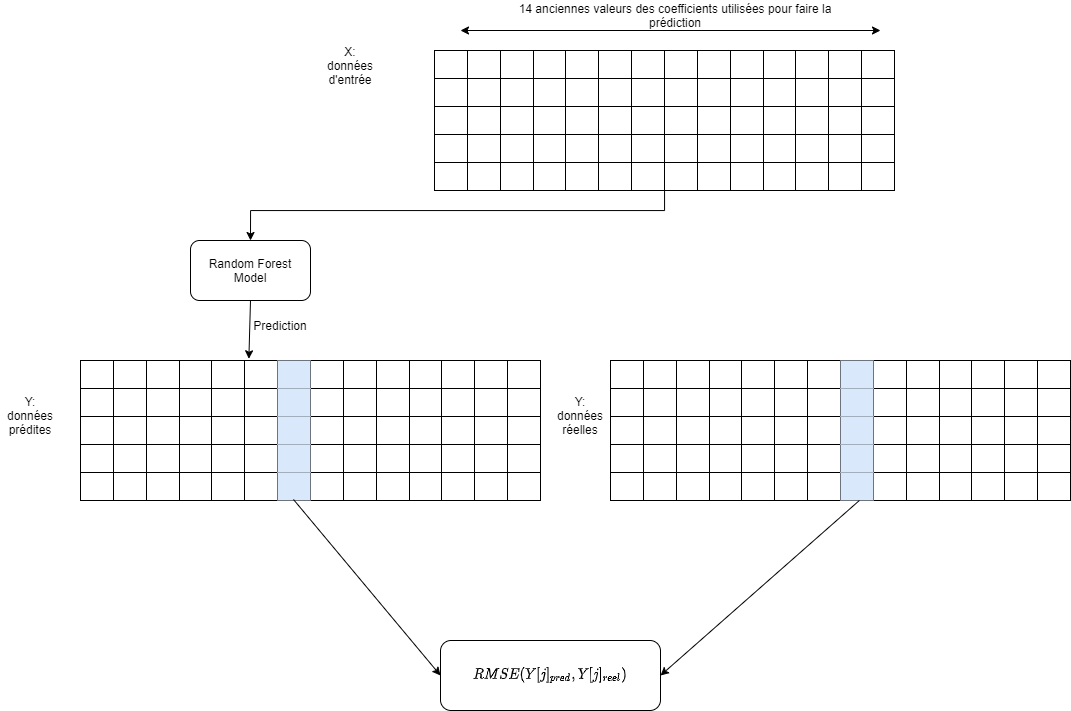 14 anciennes valeurs des coefficients utilisées pour faire la
prédiction
X:
données
d'entrée
Random Forest
Model
Prediction
Y:
données
prédites
Y:
données
réelles
RMSE(Y[j]pred, Y[j]reel)